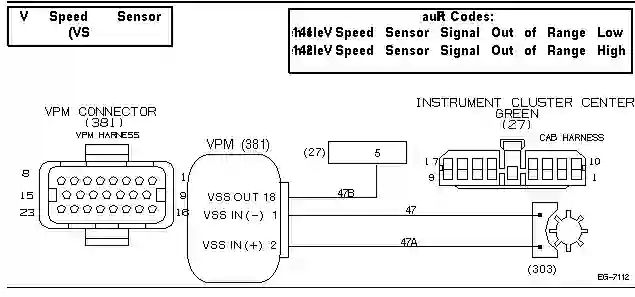 V Speed Sensor
(VS
Codes:
Speed Sensor Signal Out of Range Low
Speed Sensor Signal Out of Range High
VPM CONNECTOR
(381)
VPM HARNESS
INSTRUMENT CLUSTER CENTER
GREEN
(27)
CAB HARNESS
VPM (381)
(27) 5
8 1
15 9
23 16
17 10
9 1
VSS OUT 18
47B
VSS IN (-) 1
47
VSS IN (+) 2
47A
(303)
EG-7112